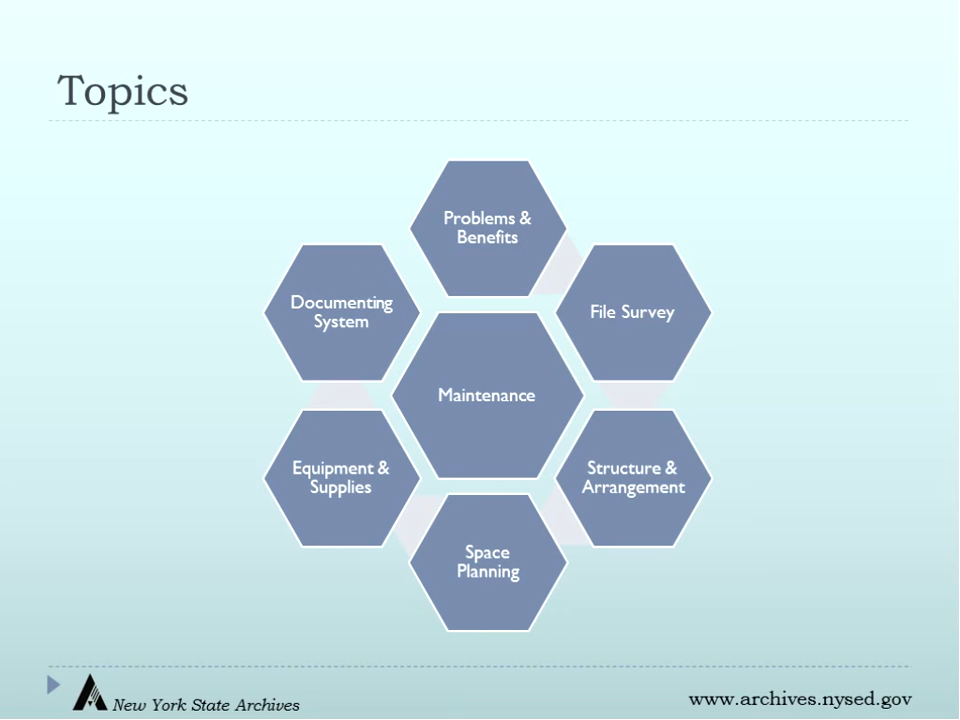 Topics
Problems &
Benefits
File Survey
Structure &
Arrangement
Space
Planning
Equipment &
Supplies
Documenting
System
Maintenance
New York State Archives
www.archives.nysed.gov